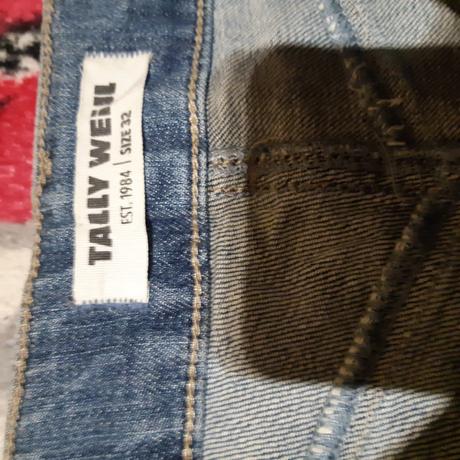 TALLY WEiJL
EST. 1984 | SIZE 32